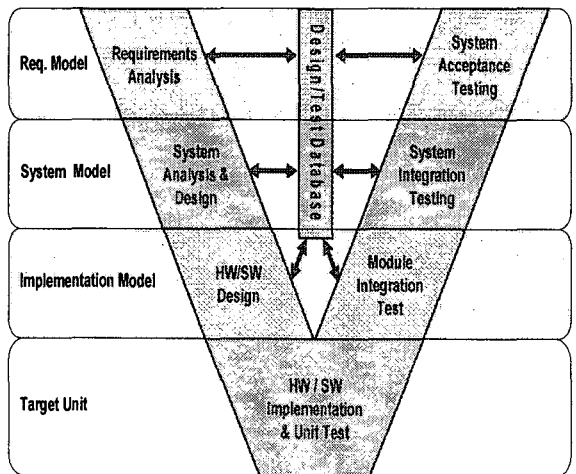 Req. Model
Requirements
Analysis
Design/Test Database
System
Acceptance
Testing
System Model
System
Analysis &
Design
System
Integration
Testing
Implementation Model
HW/SW
Design
Module
Integration
Test
Target Unit
HW / SW
Implementation
& Unit Test